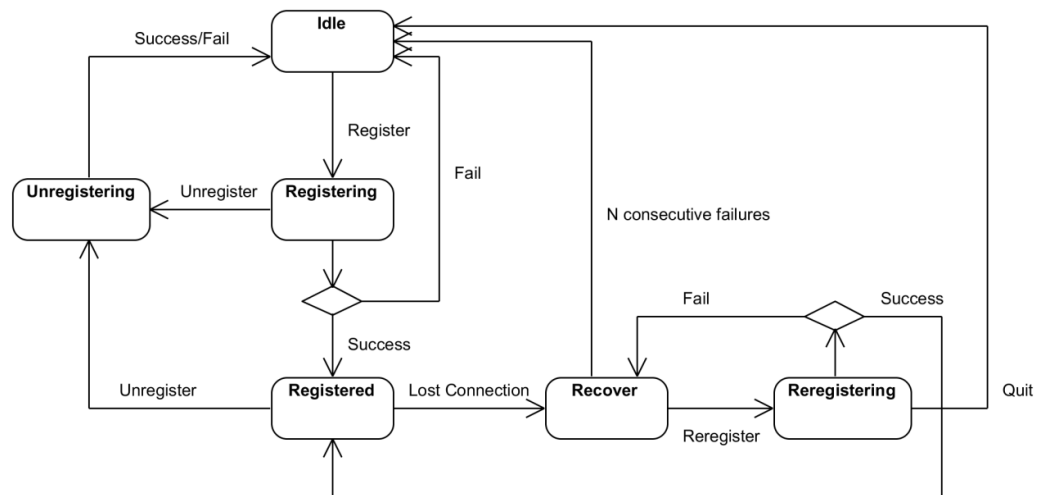 Idle
Success/Fail
Register
Fail
Unregistering
Unregister
Registering
N consecutive failures
Fail
Success
Success
Unregister
Registered
Lost Connection
Recover
Reregister
Reregistering
Quit